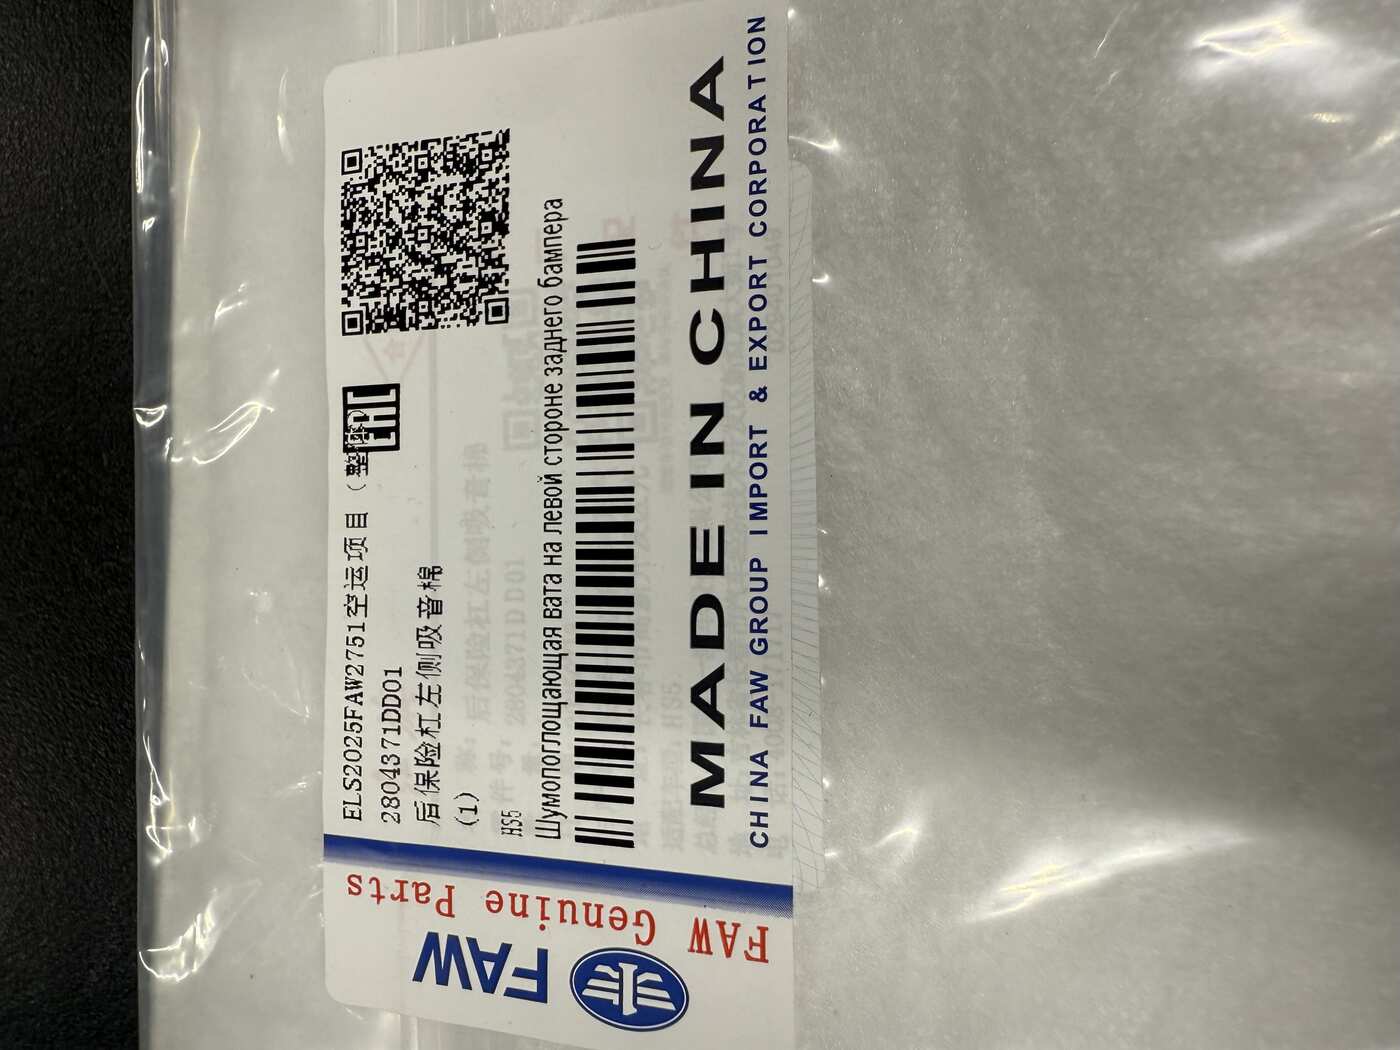 ELS2025FAW2751空运项目（整
EAC
2804371DD01
后保险杠左侧吸音棉
(1)
HS5
Шумопоглощающая вата на левой стороне заднего бампера
MADE IN CHINA
CHINA FAW GROUP IMPORT & EXPORT CORPORATION
FAW Genuine Parts
FAW